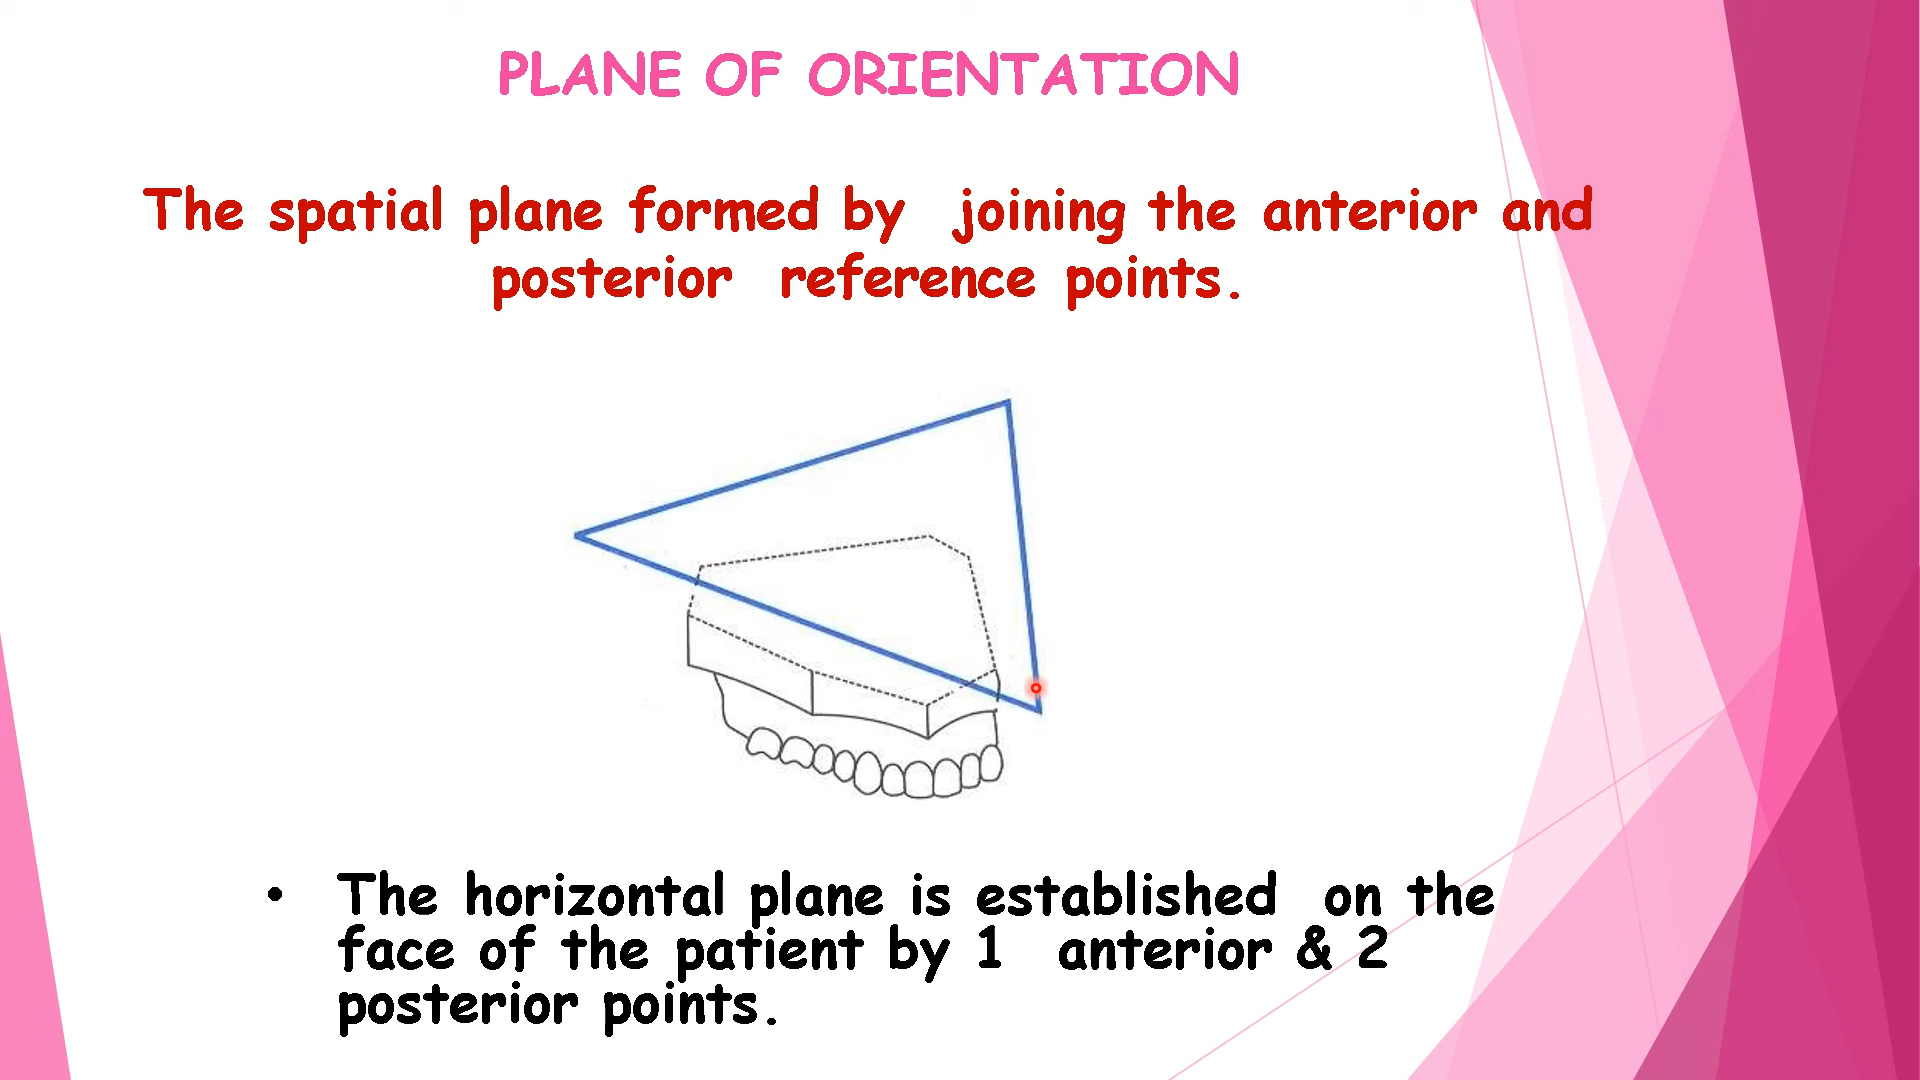 PLANE OF ORIENTATION
The spatial plane formed by joining the anterior and
posterior reference points.
• The horizontal plane is established on the
face of the patient by 1 anterior & 2
posterior points.